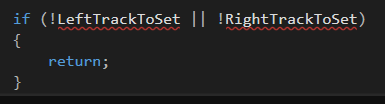 if (!LeftTrackToSet || !RightTrackToSet)
{
    return;
}